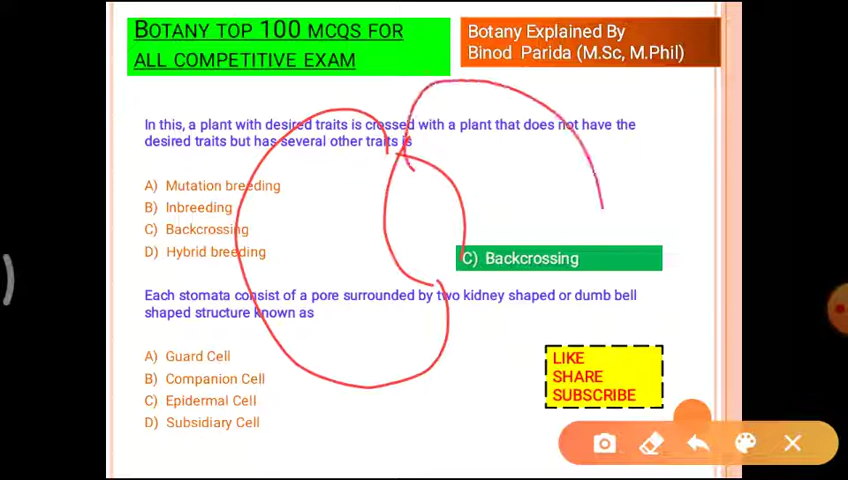 BOTANY TOP 100 MCQS FOR
ALL COMPETITIVE EXAM
Botany Explained By
Binod Parida (M.Sc, M.Phil)
In this, a plant with desired traits is crossed with a plant that does not have the
desired traits but has several other traits is
A) Mutation breeding
B) Inbreeding
C) Backcrossing
D) Hybrid breeding
C) Backcrossing
Each stomata consist of a pore surrounded by two kidney shaped or dumb bell
shaped structure known as
A) Guard Cell
B) Companion Cell
C) Epidermal Cell
D) Subsidiary Cell
LIKE
SHARE
SUBSCRIBE